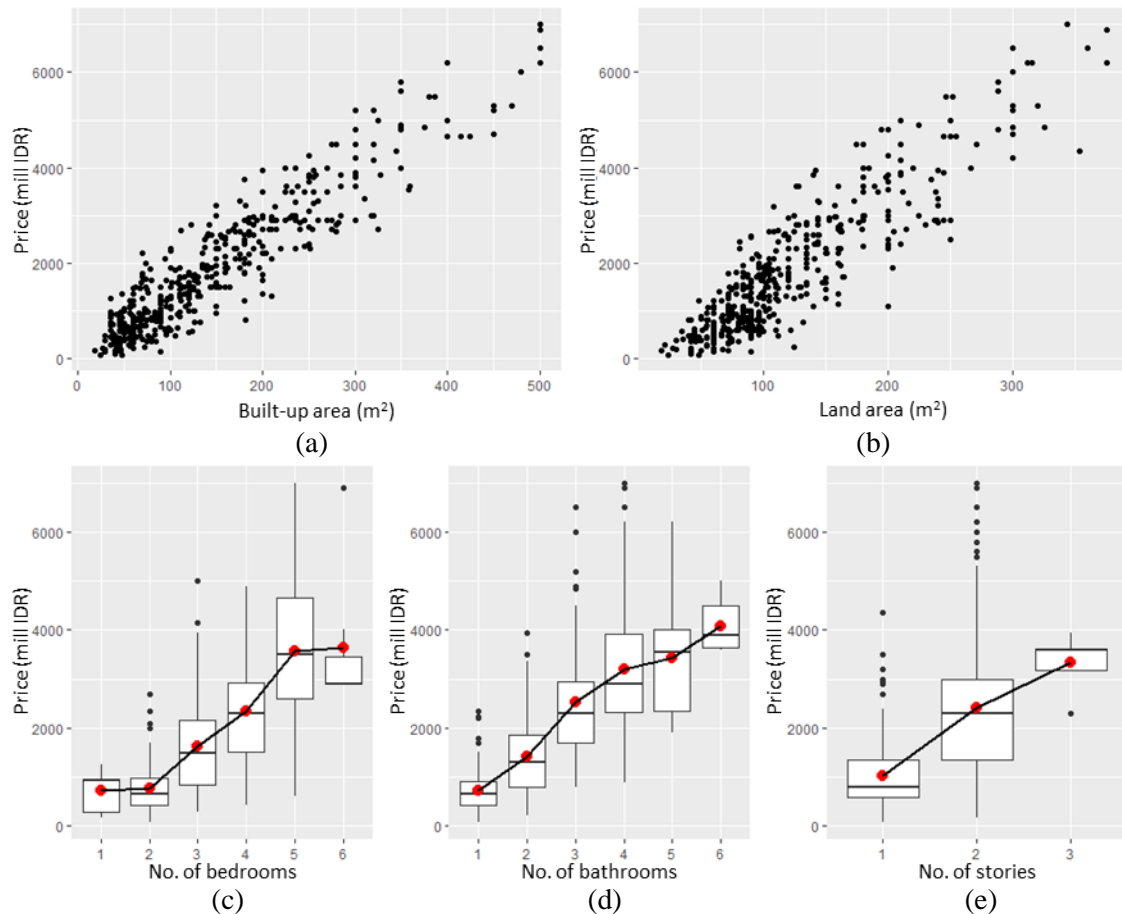 Price (mill IDR)
6000
4000
2000
0
0 100 200 300 400 500
Built-up area (m²)
(a)
Price (mill IDR)
6000
4000
2000
0
100 200 300
Land area (m²)
(b)
Price (mill IDR)
6000
4000
2000
0
1 2 3 4 5 6
No. of bedrooms
(c)
Price (mill IDR)
6000
4000
2000
0
1 2 3 4 5 6
No. of bathrooms
(d)
Price (mill IDR)
6000
4000
2000
0
1 2 3
No. of stories
(e)